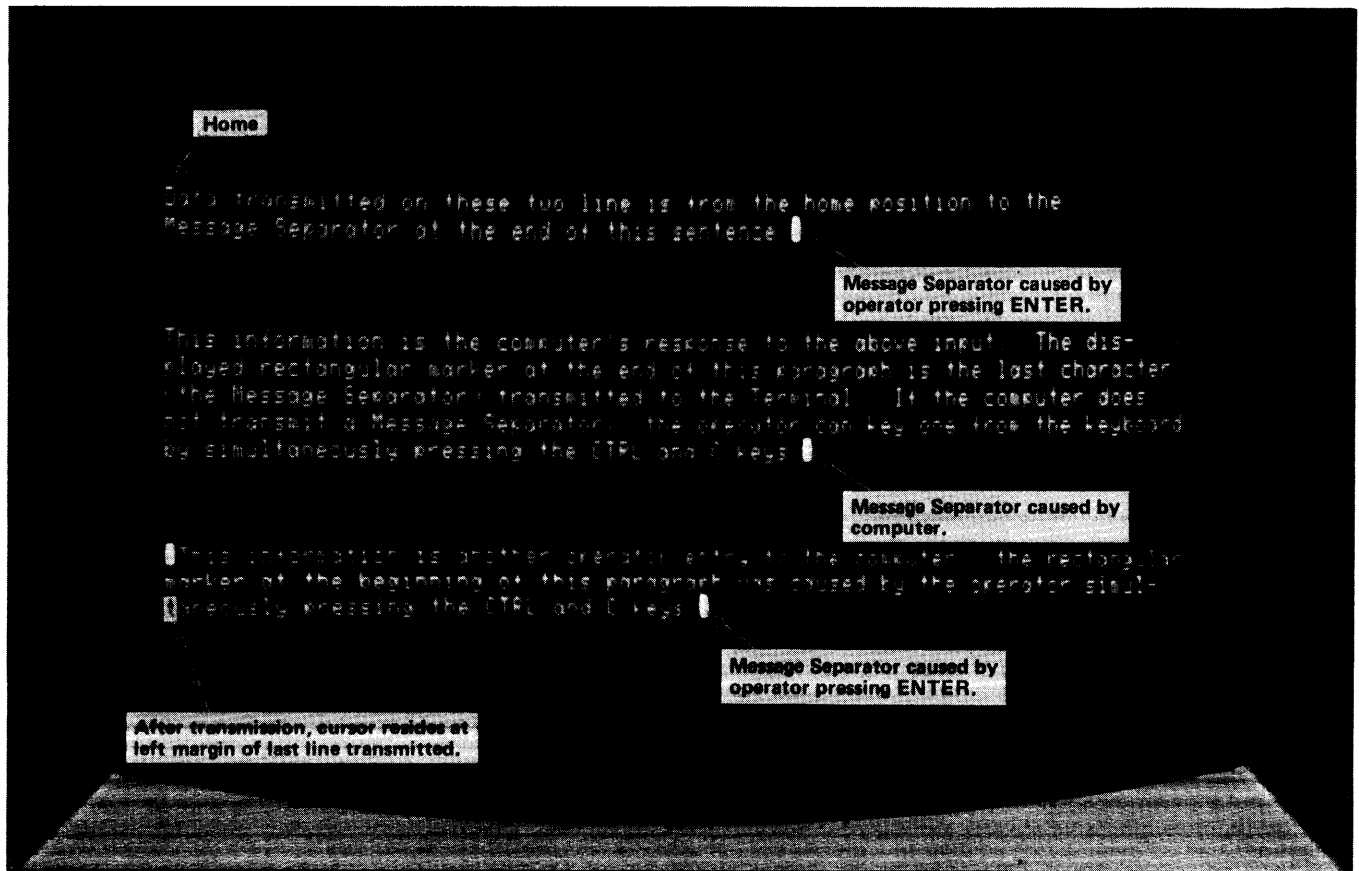 Home
Data transmitted on these two line is from the home position to the
Message Separator at the end of this sentence
Message Separator caused by
operator pressing ENTER.
This information is the computer's response to the above input. The dis-
played rectangular marker at the end of this paragraph is the last character
(the Message Separator) transmitted to the Terminal. If the computer does
not transmit a Message Separator, the operator can key one from the keyboard
by simultaneously pressing the CTRL and C keys
Message Separator caused by
computer.
This information is another operator entry to the computer. the rectangular
marker at the beginning of this paragraph was caused by the operator simul-
taneously pressing the CTRL and C keys
Message Separator caused by
operator pressing ENTER.
After transmission, cursor resides at
left margin of last line transmitted.